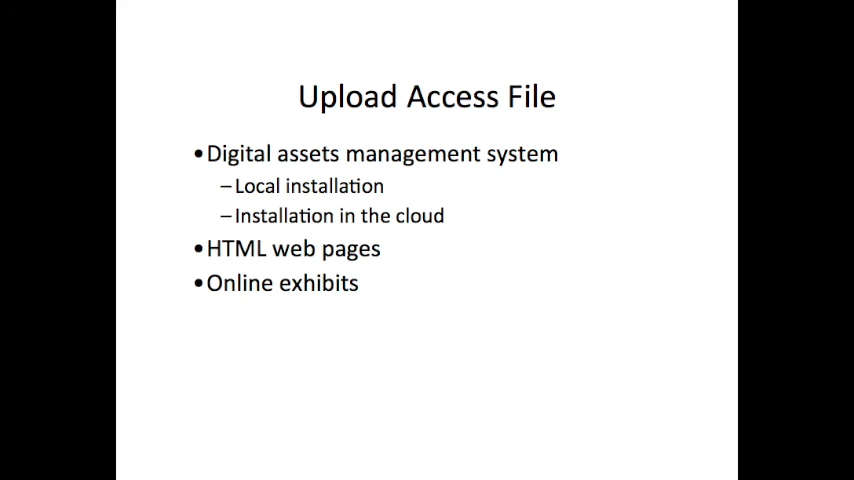 Upload Access File
•Digital assets management system
–Local installation
–Installation in the cloud
•HTML web pages
•Online exhibits